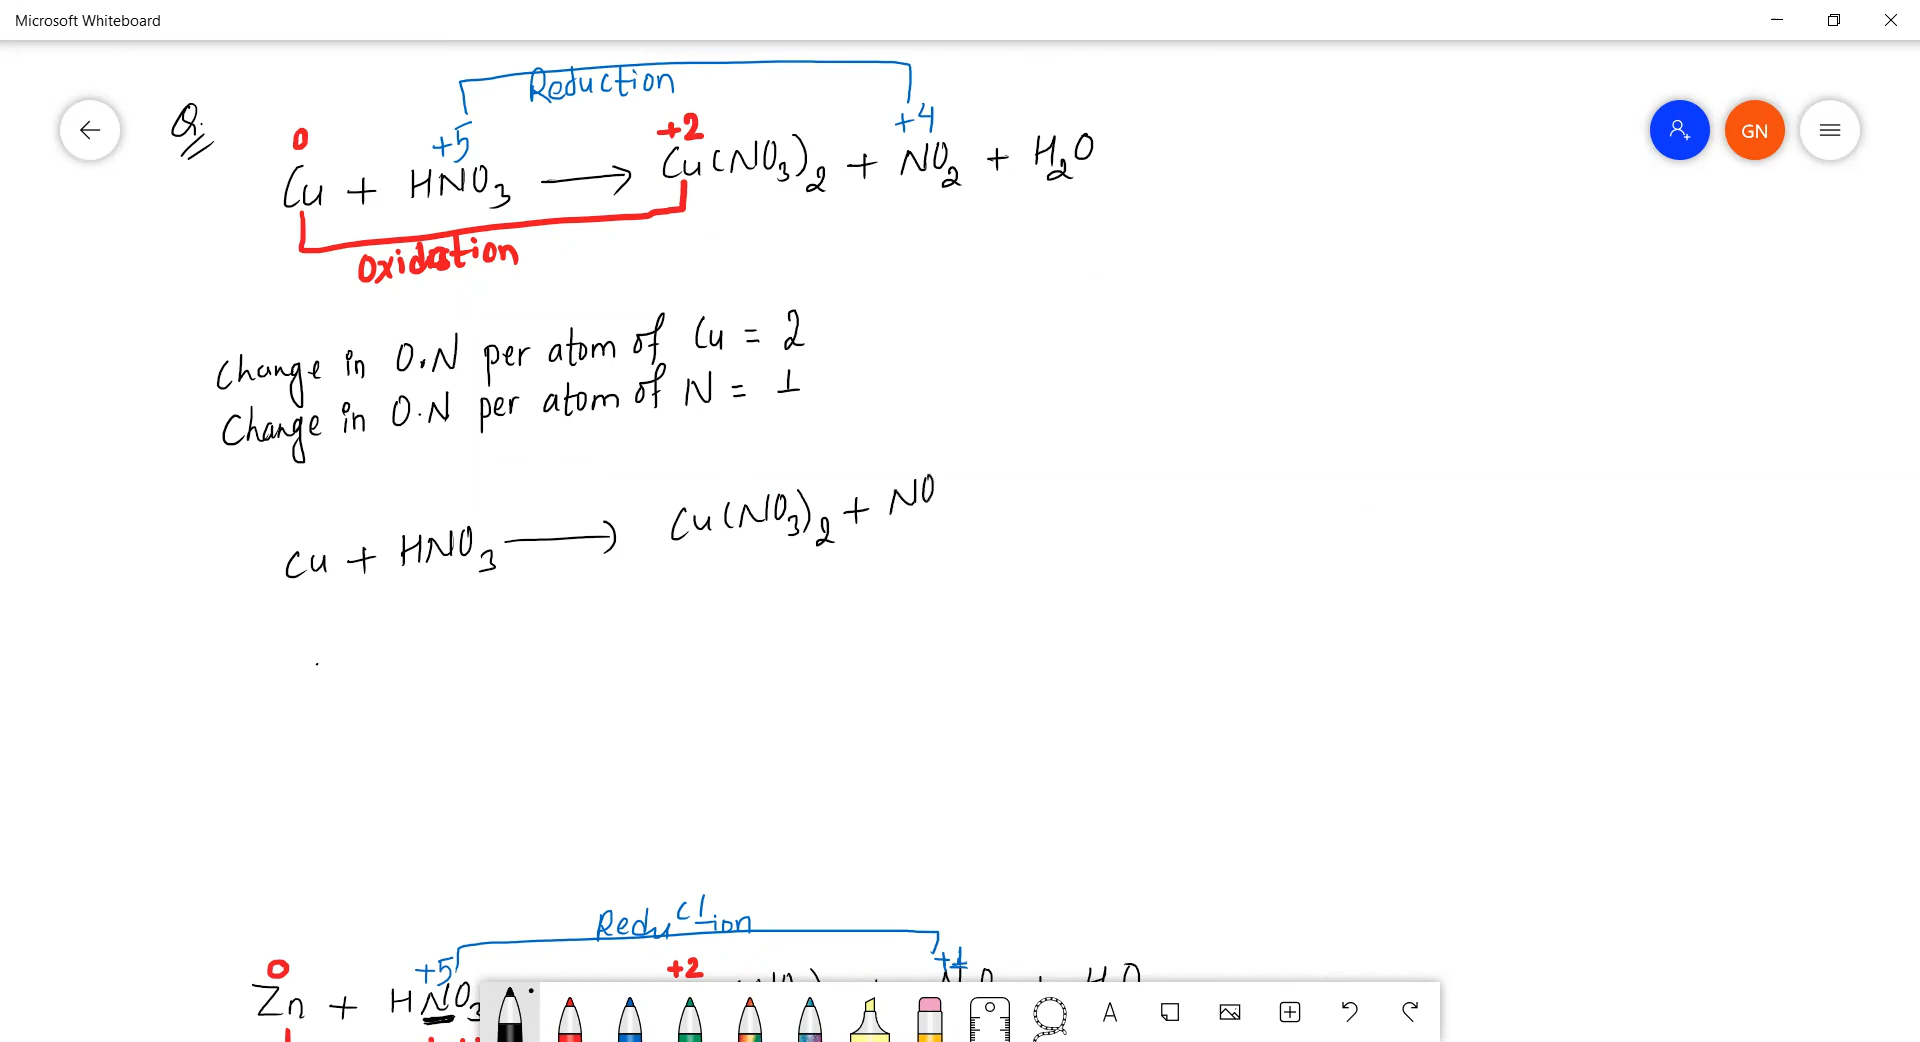 Microsoft Whiteboard
Reduction
Q:
0 +5 +2 +4
Cu + HNO3 ⟶ Cu(NO3)2 + NO2 + H2O
Oxidation
GN
Change in O.N per atom of Cu = 2
Change in O.N per atom of N = 1
Cu + HNO3 ⟶ Cu(NO3)2 + NO
Reduction
0 +5 +2 +1
Zn + HNO3
A